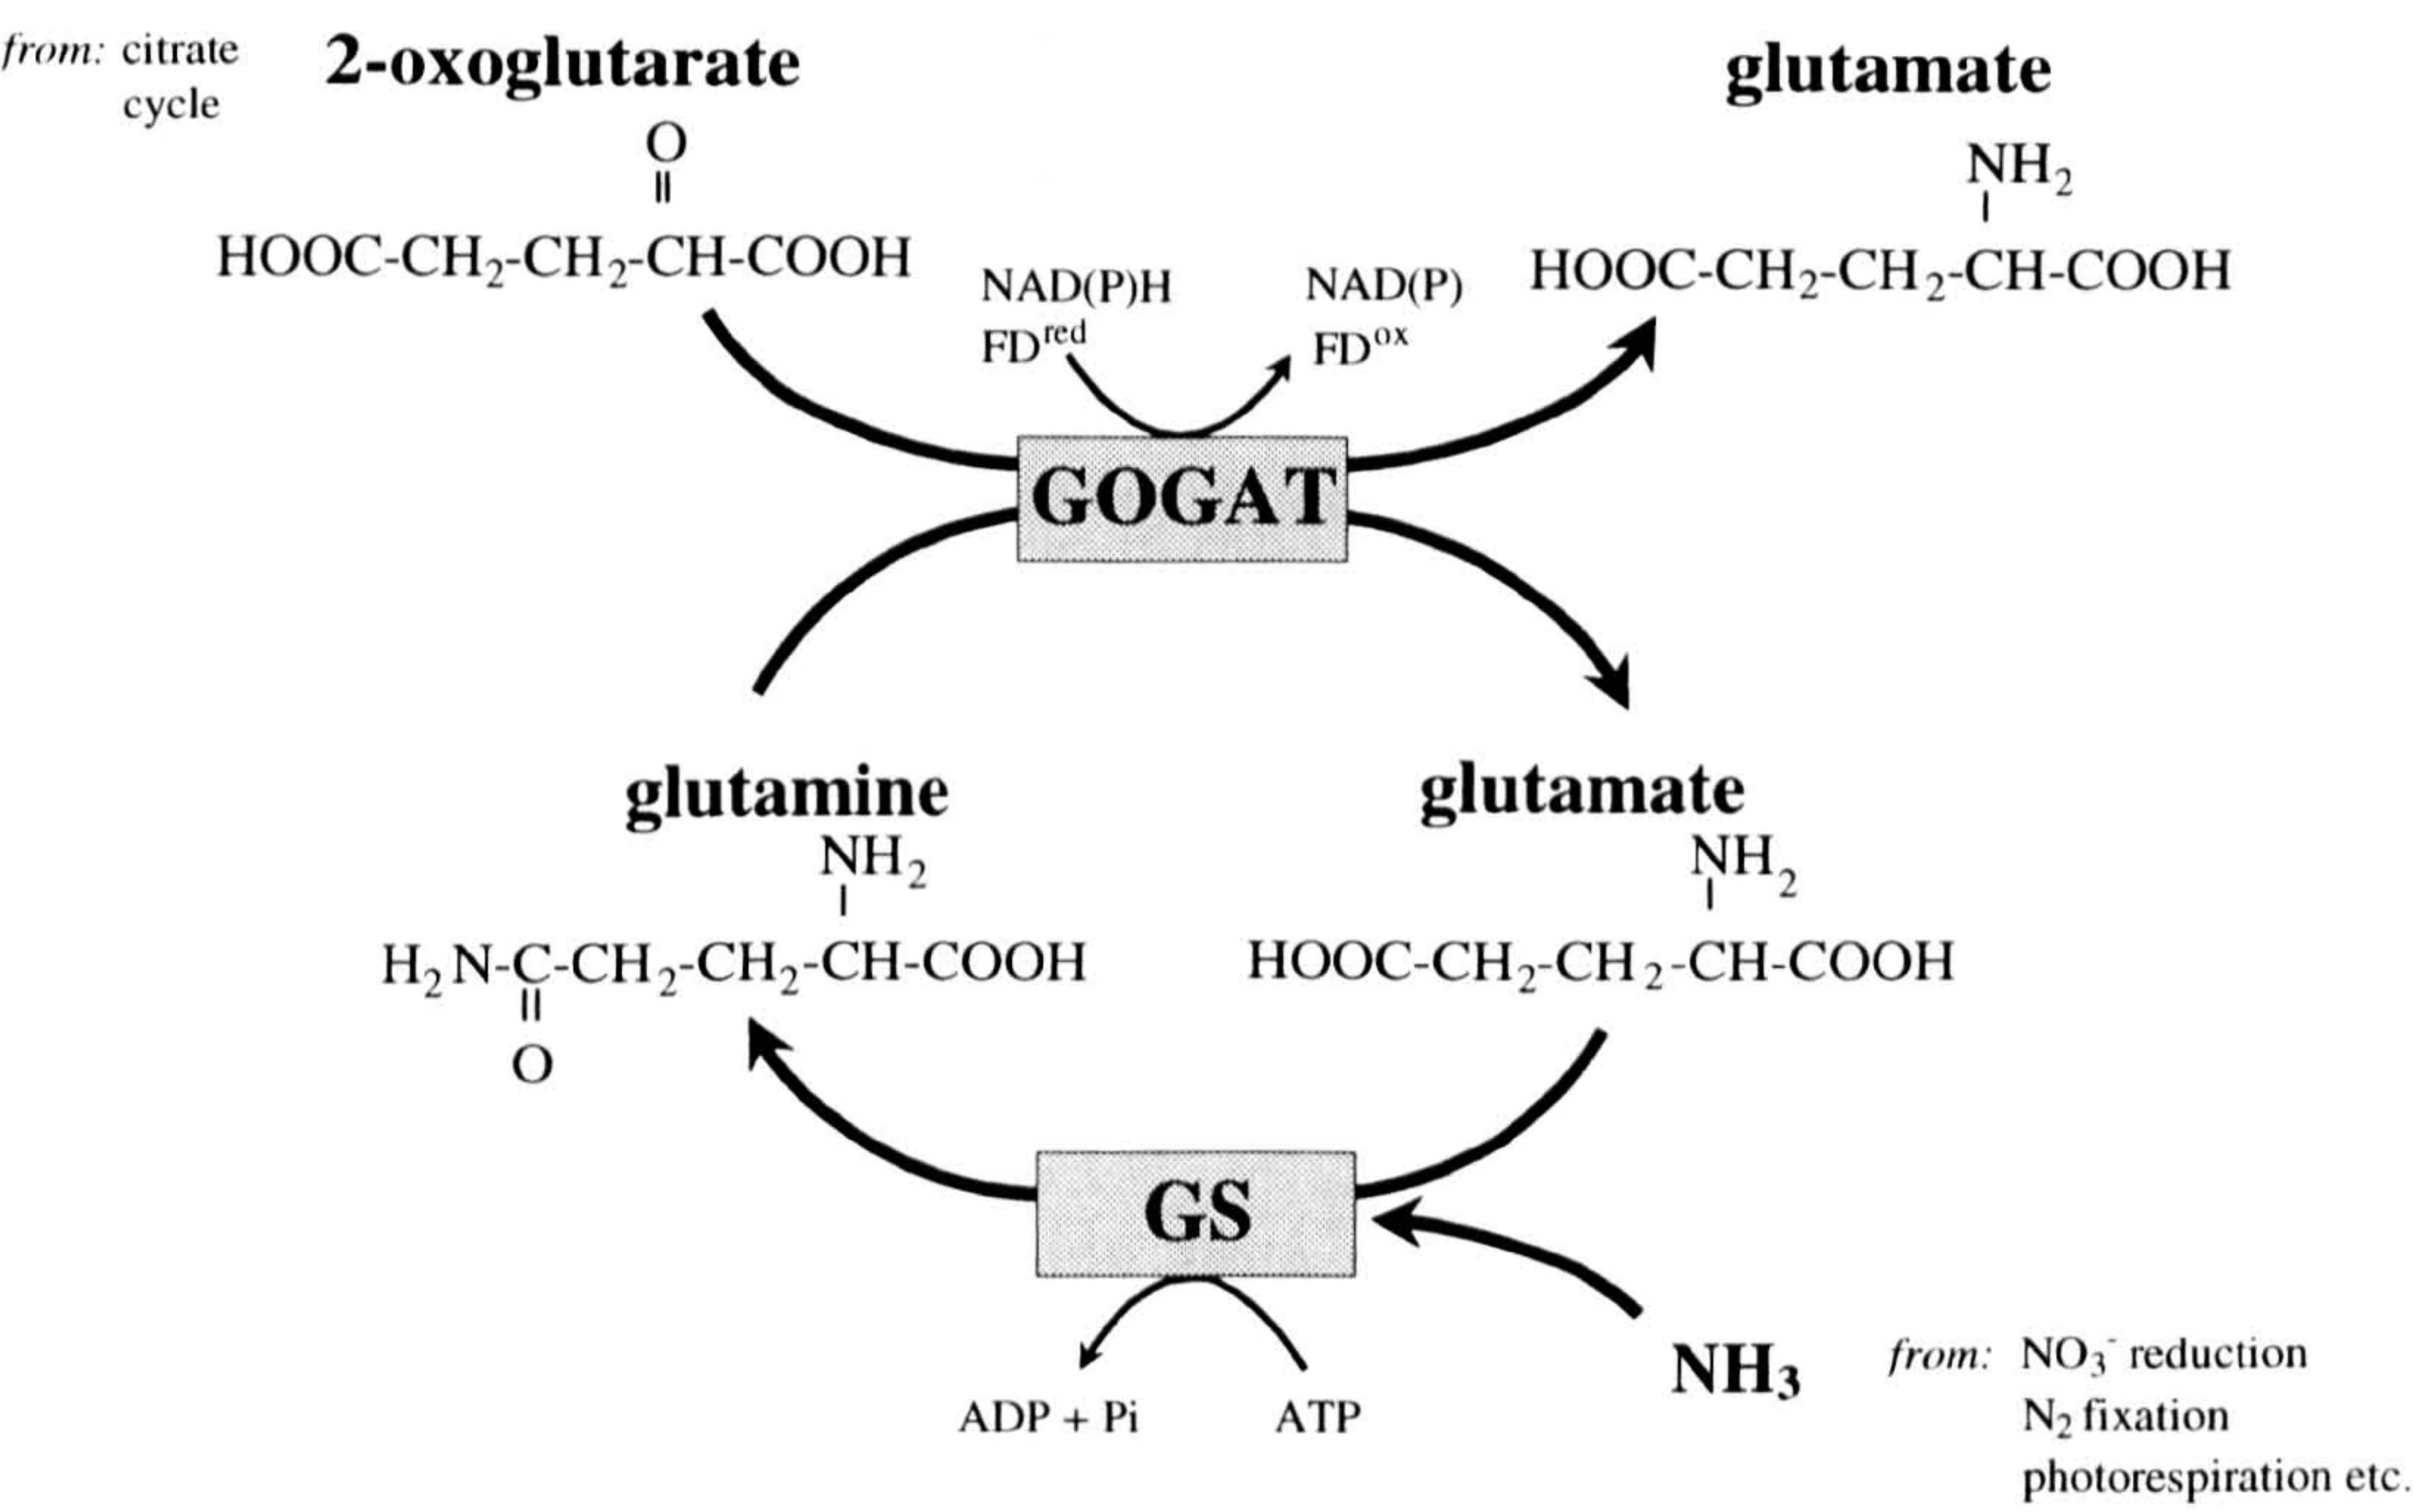 from: citrate
cycle
2-oxoglutarate
O
||
HOOC-CH₂-CH₂-CH-COOH
glutamate
NH₂
HOOC-CH₂-CH₂-CH-COOH
NAD(P)H
FDʳᵉᵈ
NAD(P)
FDᵒˣ
GOGAT
glutamine
NH₂
H₂N-C-CH₂-CH₂-CH-COOH
||
O
glutamate
NH₂
HOOC-CH₂-CH₂-CH-COOH
GS
ADP + Pi
ATP
NH₃
from: NO₃⁻ reduction
N₂ fixation
photorespiration etc.